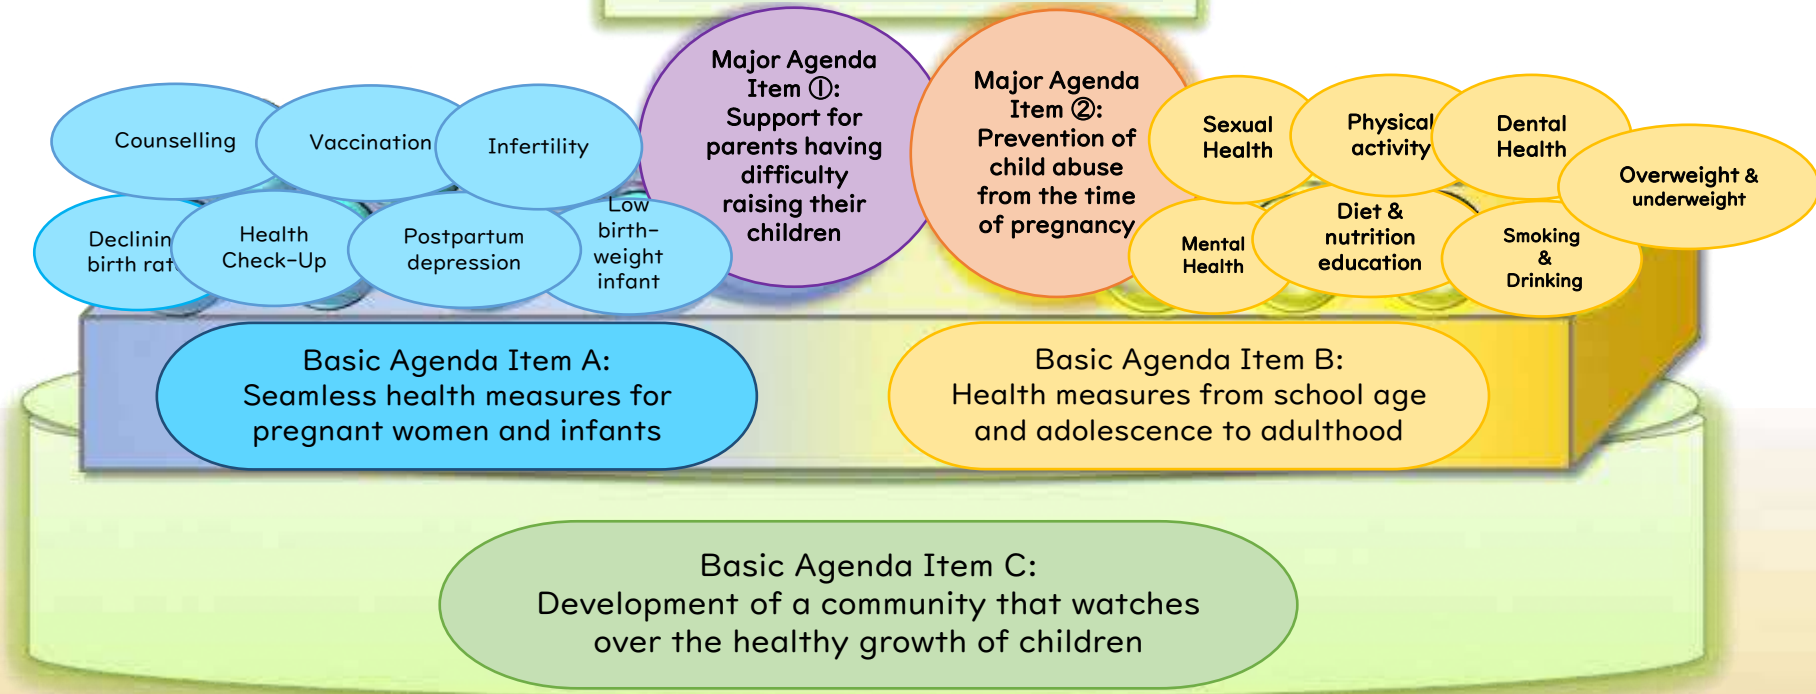 Major Agenda
Item ①:
Support for
parents having
difficulty
raising their
children
Major Agenda
Item ②:
Prevention of
child abuse
from the time
of pregnancy
Counselling
Vaccination
Infertility
Declinin
birth rat
Health
Check-Up
Postpartum
depression
Low
birth-
weight
infant
Sexual
Health
Physical
activity
Dental
Health
Overweight &
underweight
Mental
Health
Diet &
nutrition
education
Smoking
&
Drinking
Basic Agenda Item A:
Seamless health measures for
pregnant women and infants
Basic Agenda Item B:
Health measures from school age
and adolescence to adulthood
Basic Agenda Item C:
Development of a community that watches
over the healthy growth of children